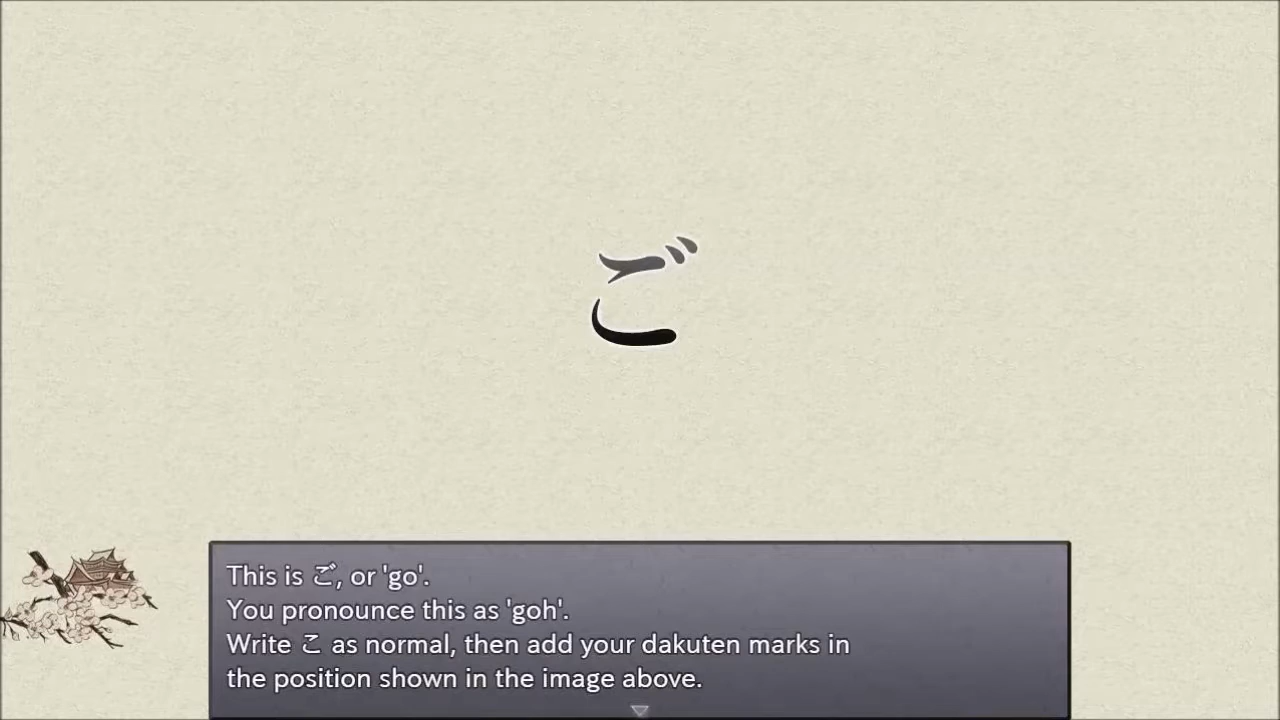 ご
This is ご, or 'go'.
You pronounce this as 'goh'.
Write こ as normal, then add your dakuten marks in
the position shown in the image above.